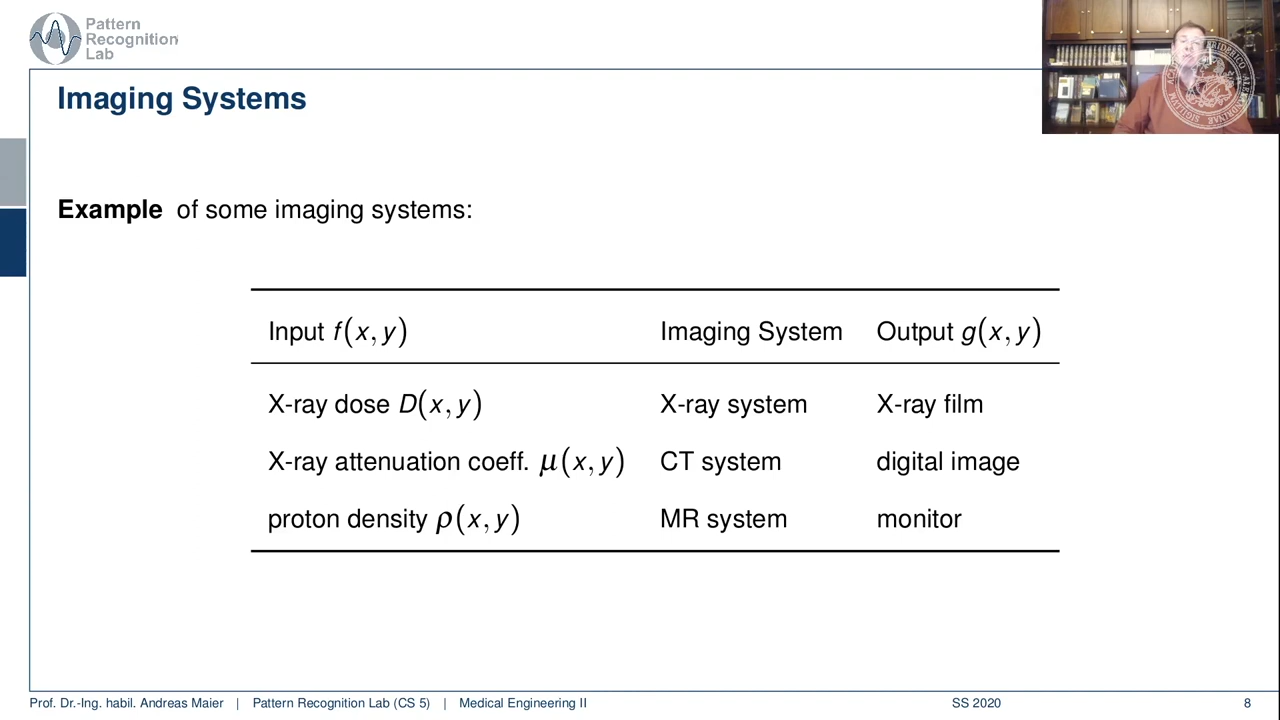 Pattern
Recognition
Lab
Imaging Systems
Example of some imaging systems:
Input f(x, y) Imaging System Output g(x, y)
X-ray dose D(x, y) X-ray system X-ray film
X-ray attenuation coeff. μ(x, y) CT system digital image
proton density ρ(x, y) MR system monitor
Prof. Dr.-Ing. habil. Andreas Maier | Pattern Recognition Lab (CS 5) | Medical Engineering II SS 2020 8